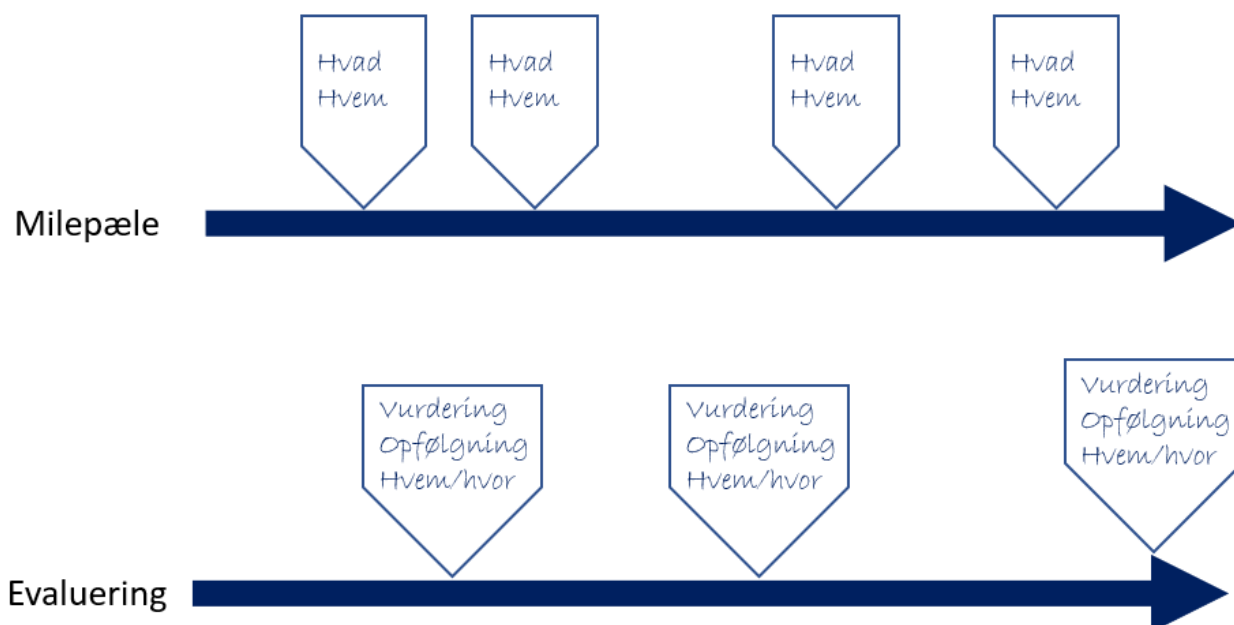 Hvad
Hvem
Hvad
Hvem
Hvad
Hvem
Hvad
Hvem
Milepæle
Vurdering
Opfølgning
Hvem/hvor
Vurdering
Opfølgning
Hvem/hvor
Vurdering
Opfølgning
Hvem/hvor
Evaluering